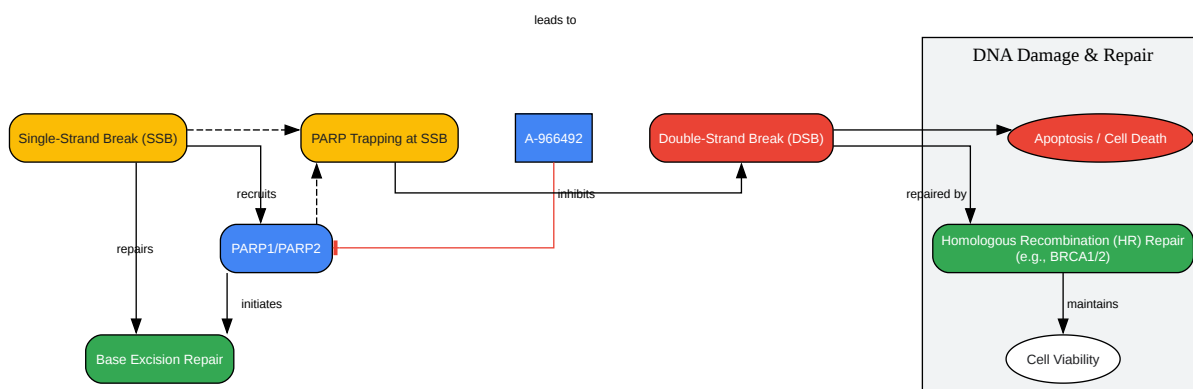 leads to
DNA Damage & Repair
Single-Strand Break (SSB)
PARP Trapping at SSB
A-966492
Double-Strand Break (DSB)
Apoptosis / Cell Death
recruits
inhibits
repaired by
repairs
PARP1/PARP2
Homologous Recombination (HR) Repair
(e.g., BRCA1/2)
initiates
maintains
Base Excision Repair
Cell Viability